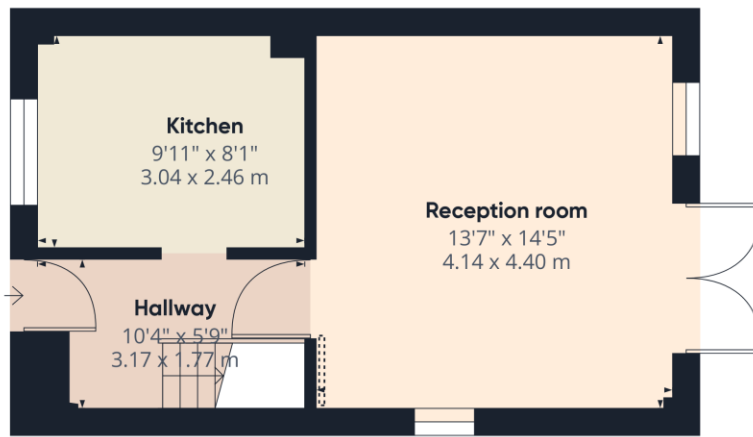 Kitchen
9'11" x 8'1"
3.04 x 2.46 m
Reception room
13'7" x 14'5"
4.14 x 4.40 m
Hallway
10'4" x 5'9"
3.17 x 1.77 m